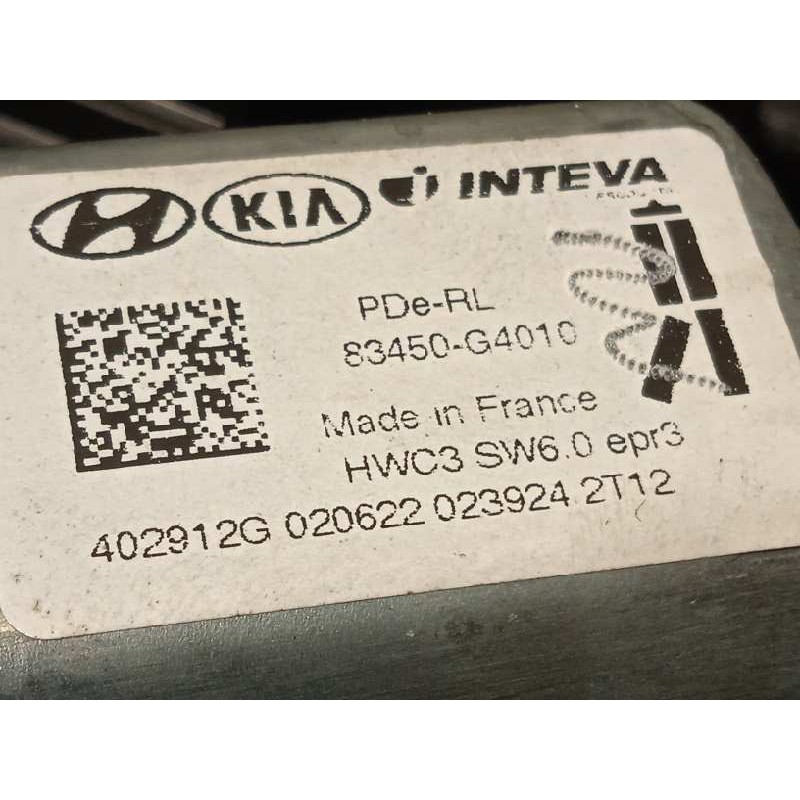 KIA INTEVA
PDe-RL
83450-G4010
Made in France
HWC3 SW6.0 epr3
402912G 020622 023924 2T12